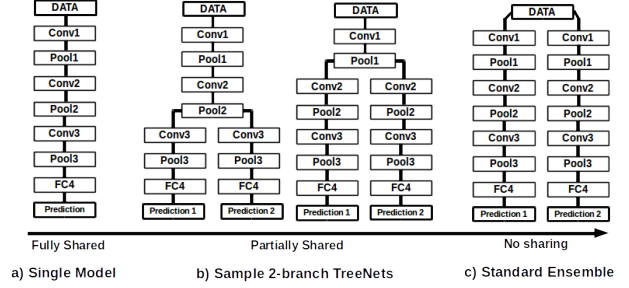 DATA
Conv1
Pool1
Conv2
Pool2
Conv3
Pool3
FC4
Prediction
DATA
Conv1
Pool1
Conv2
Pool2
Conv3
Conv3
Pool3
Pool3
FC4
FC4
Prediction 1
Prediction 2
DATA
Conv1
Pool1
Conv2
Conv2
Pool2
Pool2
Conv3
Conv3
Pool3
Pool3
FC4
FC4
Prediction 1
Prediction 2
DATA
Conv1
Conv1
Pool1
Pool1
Conv2
Conv2
Pool2
Pool2
Conv3
Conv3
Pool3
Pool3
FC4
FC4
Prediction 1
Prediction 2
Fully Shared
Partially Shared
No sharing
a) Single Model
b) Sample 2-branch TreeNets
c) Standard Ensemble